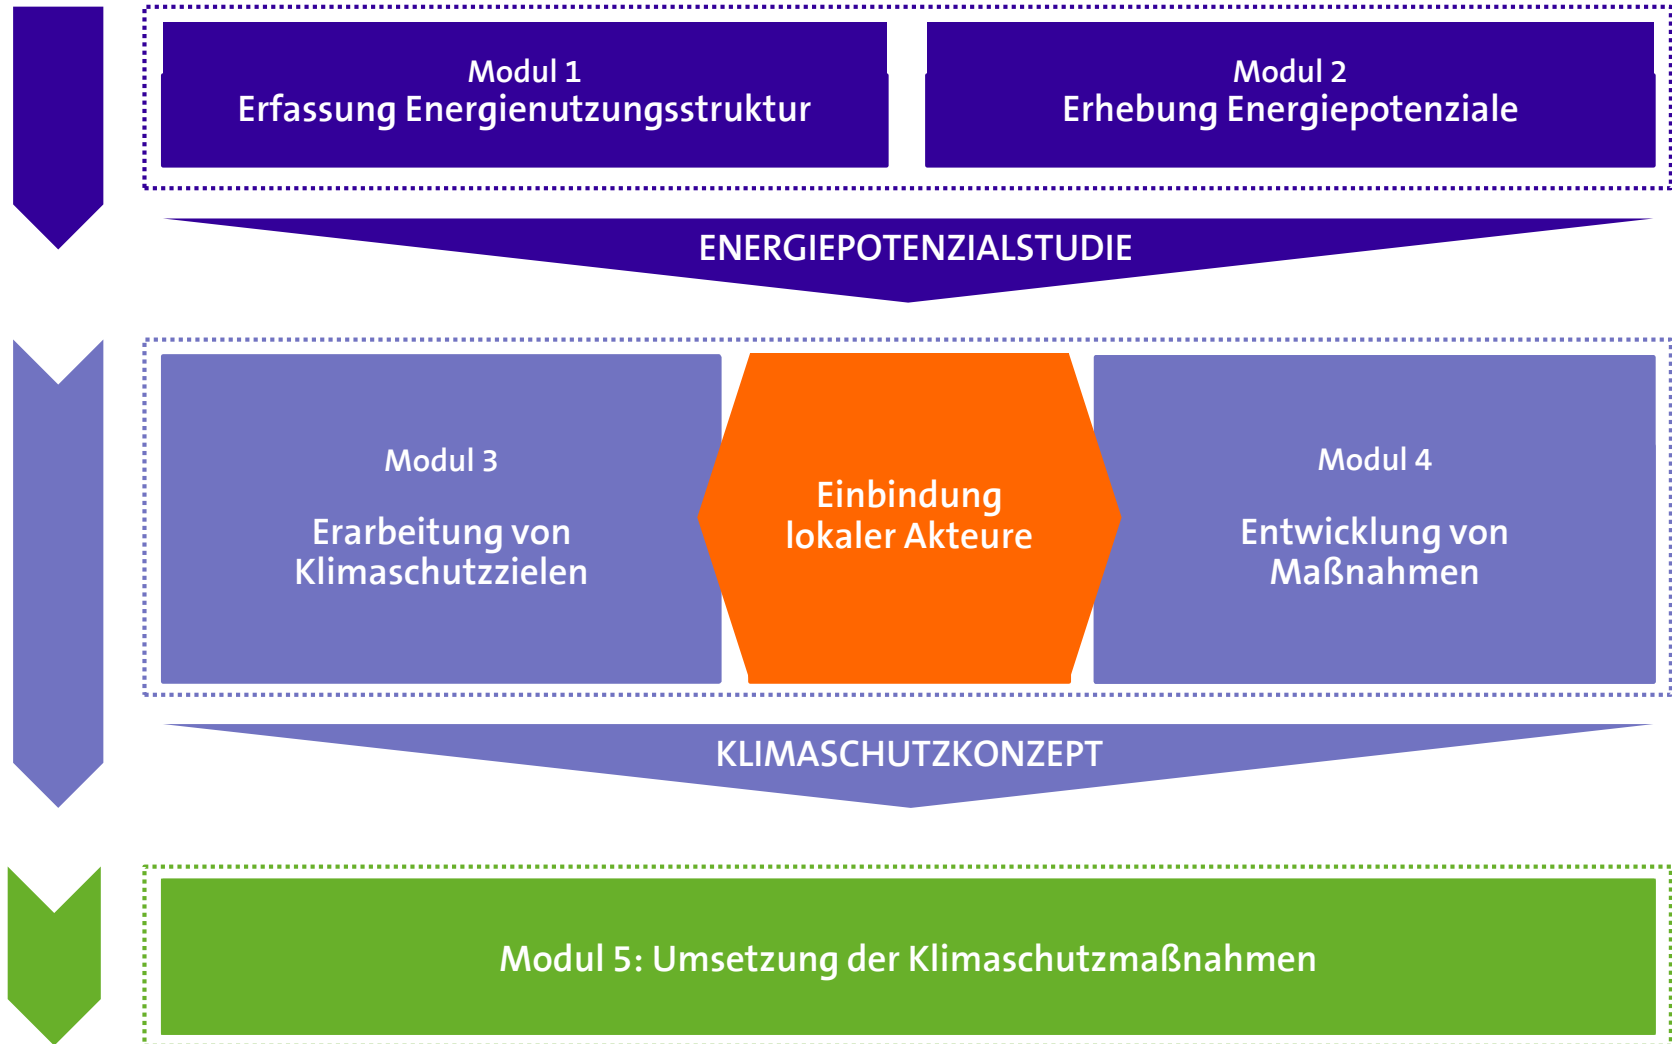 Modul 1
Erfassung Energienutzungsstruktur
Modul 2
Erhebung Energiepotenziale
ENERGIEPOTENZIALSTUDIE
Modul 3
Erarbeitung von
Klimaschutzzielen
Einbindung
lokaler Akteure
Modul 4
Entwicklung von
Maßnahmen
KLIMASCHUTZKONZEPT
Modul 5: Umsetzung der Klimaschutzmaßnahmen